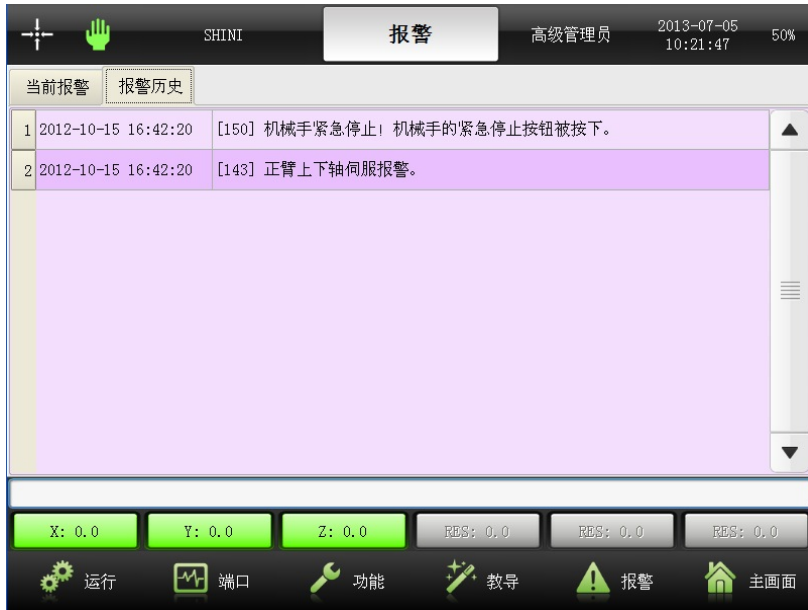 SHINI 报警 高级管理员 2013-07-05 50%
10:21:47
当前报警 报警历史
1 2012-10-15 16:42:20 [150] 机械手紧急停止! 机械手的紧急停止按钮被按下。
2 2012-10-15 16:42:20 [143] 正臂上下轴伺服报警。
X: 0.0 Y: 0.0 Z: 0.0 RES: 0.0 RES: 0.0 RES: 0.0
运行 端口 功能 教导 报警 主画面